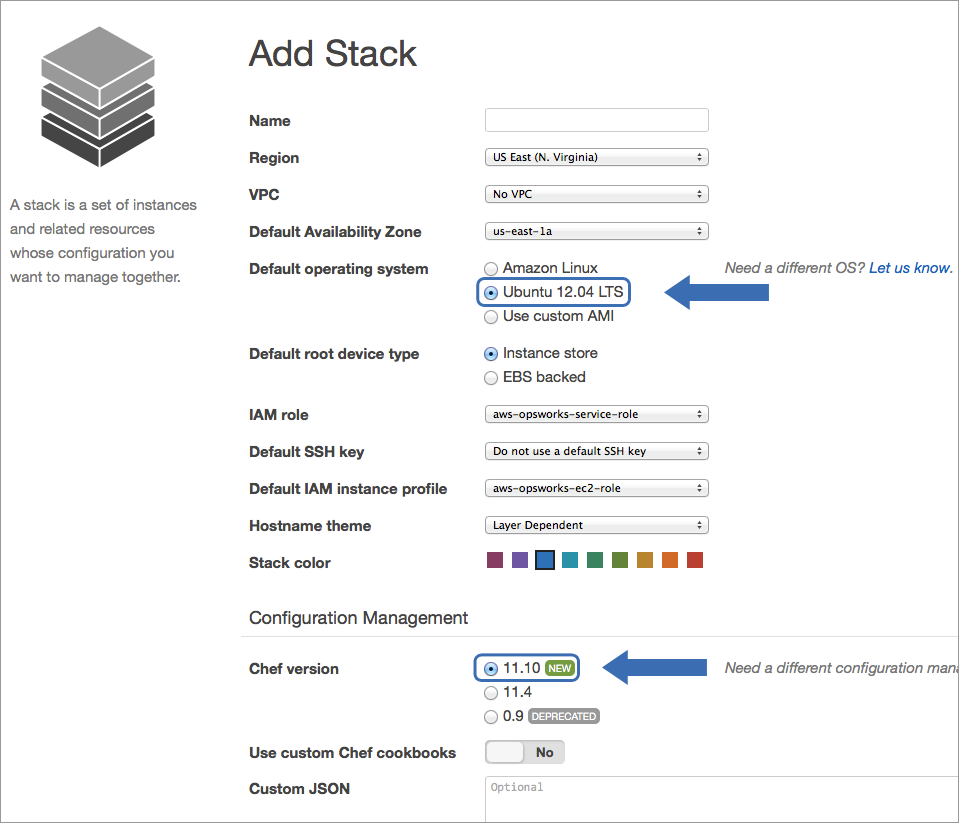 Add Stack
A stack is a set of instances
and related resources
whose configuration you
want to manage together.
Name
Region US East (N. Virginia)
VPC No VPC
Default Availability Zone us-east-1a
Default operating system Amazon Linux Need a different OS? Let us know.
Ubuntu 12.04 LTS
Use custom AMI
Default root device type Instance store
EBS backed
IAM role aws-opsworks-service-role
Default SSH key Do not use a default SSH key
Default IAM instance profile aws-opsworks-ec2-role
Hostname theme Layer Dependent
Stack color
Configuration Management
Chef version 11.10 NEW Need a different configuration mana
11.4
0.9 DEPRECATED
Use custom Chef cookbooks No
Custom JSON Optional